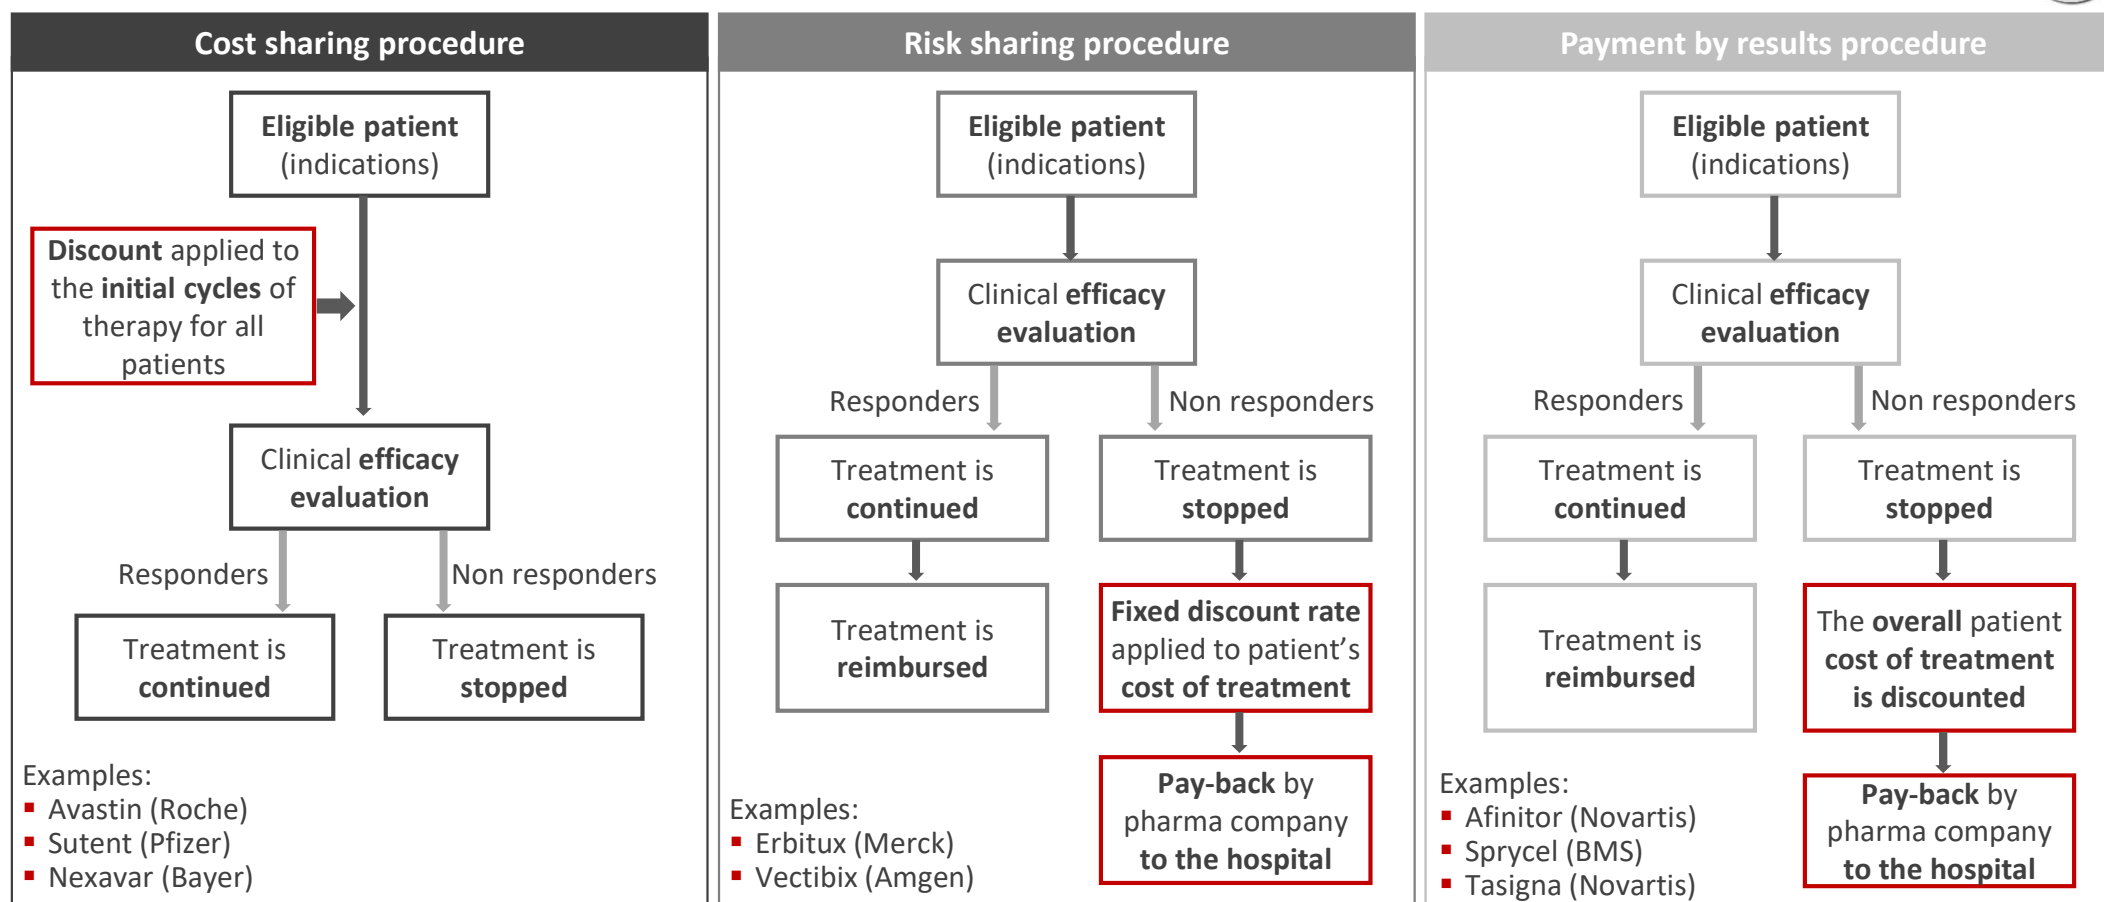 Cost sharing procedure
Eligible patient
(indications)
Discount applied to
the initial cycles of
therapy for all
patients
Clinical efficacy
evaluation
Responders
Non responders
Treatment is
continued
Treatment is
stopped
Examples:
▪ Avastin (Roche)
▪ Sutent (Pfizer)
▪ Nexavar (Bayer)
Risk sharing procedure
Eligible patient
(indications)
Clinical efficacy
evaluation
Responders
Non responders
Treatment is
continued
Treatment is
stopped
Treatment is
reimbursed
Fixed discount rate
applied to patient’s
cost of treatment
Pay-back by
pharma company
to the hospital
Examples:
▪ Erbitux (Merck)
▪ Vectibix (Amgen)
Payment by results procedure
Eligible patient
(indications)
Clinical efficacy
evaluation
Responders
Non responders
Treatment is
continued
Treatment is
stopped
Treatment is
reimbursed
The overall patient
cost of treatment
is discounted
Pay-back by
pharma company
to the hospital
Examples:
▪ Afinitor (Novartis)
▪ Sprycel (BMS)
▪ Tasigna (Novartis)